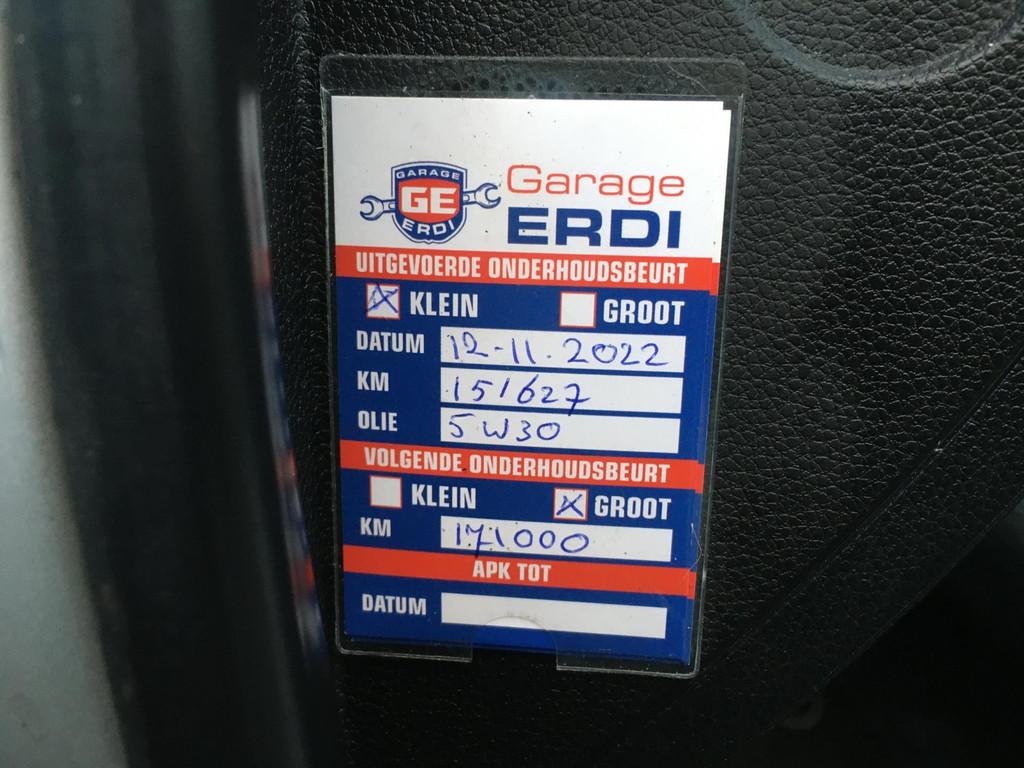 GARAGE
GE
ERDI
Garage
ERDI
UITGEVOERDE ONDERHOUDSBEURT
KLEIN GROOT
DATUM 12-11.2022
KM 151627
OLIE 5W30
VOLGENDE ONDERHOUDSBEURT
KLEIN GROOT
KM 171000
APK TOT
DATUM